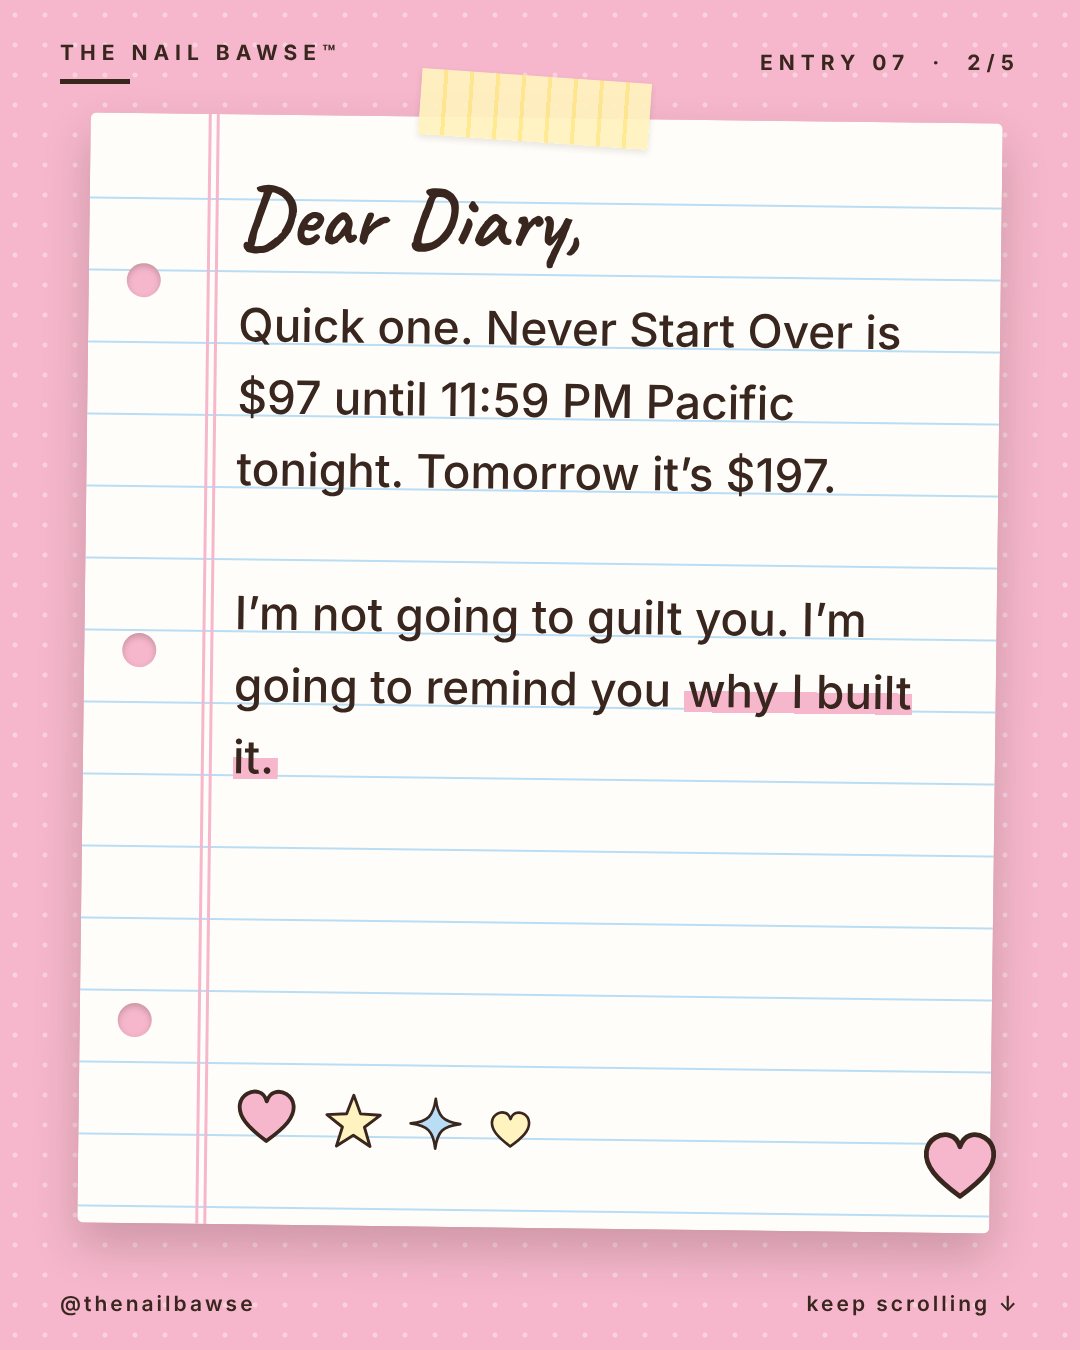 THE NAIL BAWSE™
ENTRY 07 · 2/5
Dear Diary,
Quick one. Never Start Over is
$97 until 11:59 PM Pacific
tonight. Tomorrow it’s $197.
I’m not going to guilt you. I’m
going to remind you why I built
it.
@thenailbawse
keep scrolling ↓